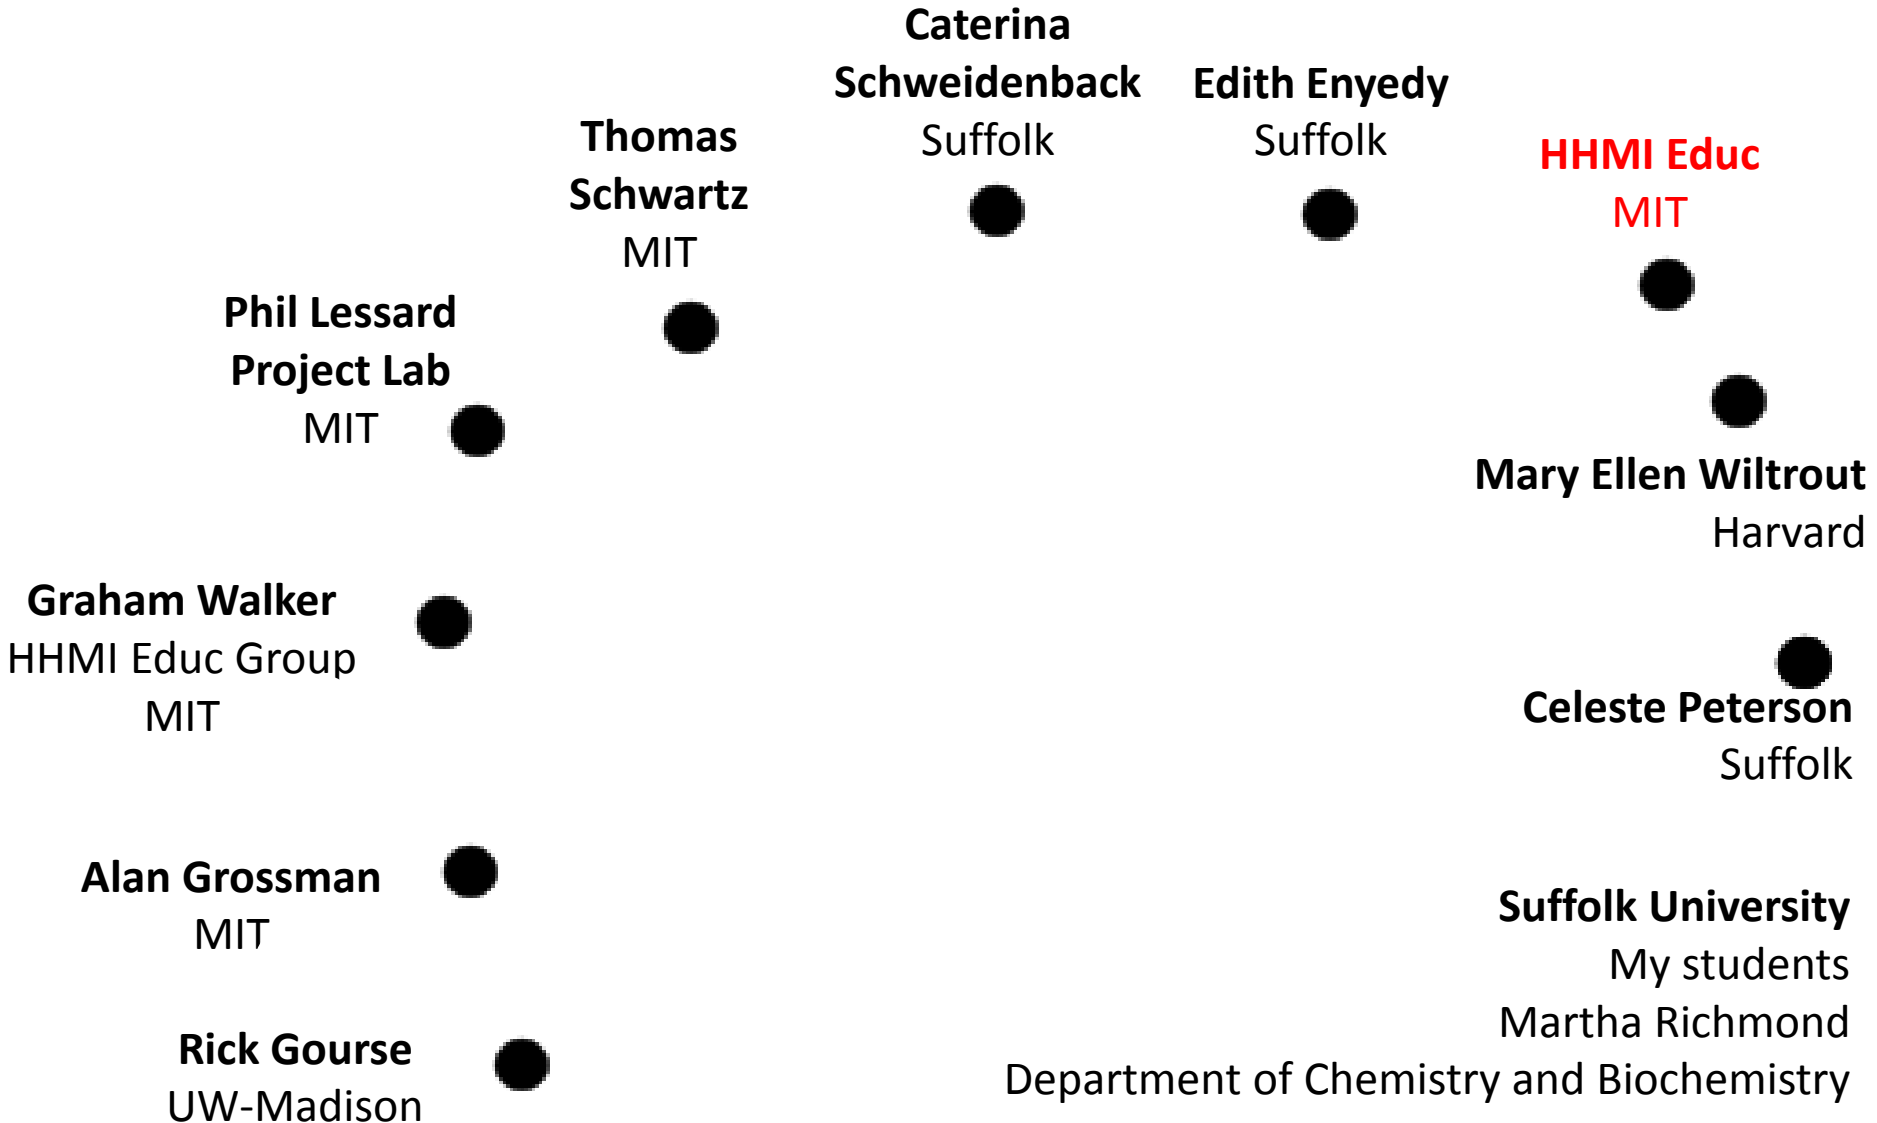 Caterina
Schweidenback
Suffolk
Edith Enyedy
Suffolk
Thomas
Schwartz
MIT
HHMI Educ
MIT
Phil Lessard
Project Lab
MIT
Mary Ellen Wiltrout
Harvard
Graham Walker
HHMI Educ Group
MIT
Celeste Peterson
Suffolk
Alan Grossman
MIT
Suffolk University
My students
Martha Richmond
Department of Chemistry and Biochemistry
Rick Gourse
UW-Madison